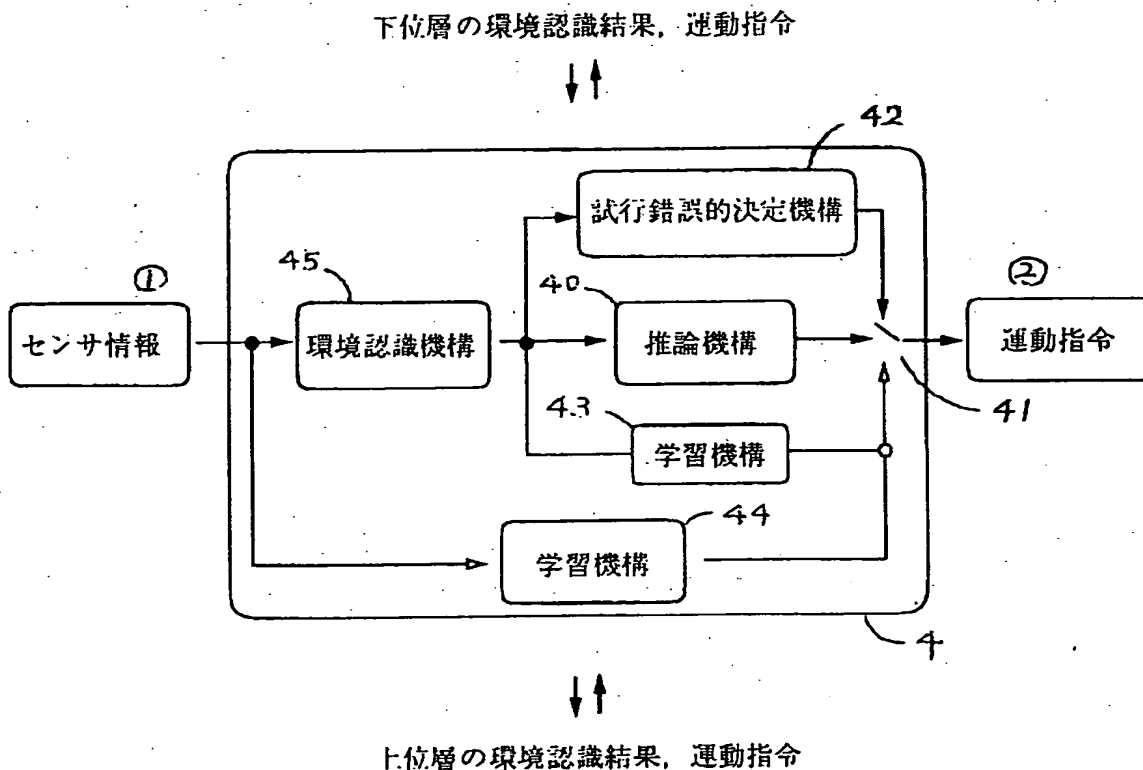 下位層の環境認識結果, 運動指令
42
試行錯誤的決定機構
①
45
40
②
センサ情報
環境認識機構
推論機構
運動指令
43
41
学習機構
44
学習機構
4
上位層の環境認識結果, 運動指令